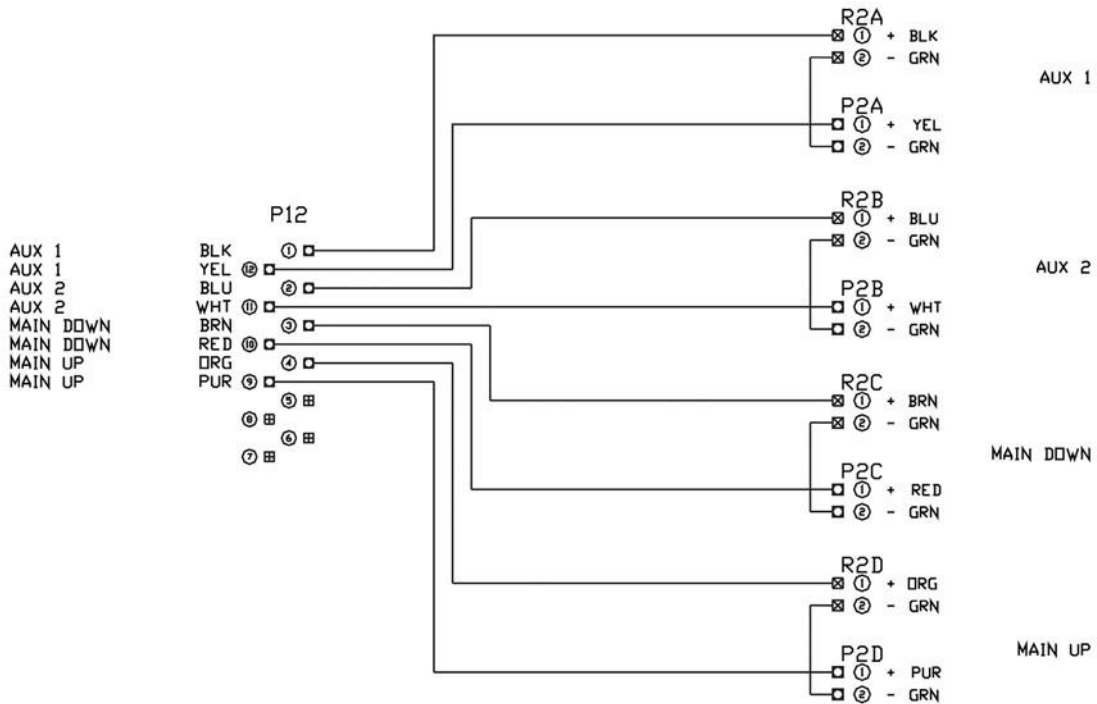 R2A
① + BLK
② - GRN
AUX 1
P2A
① + YEL
② - GRN
R2B
① + BLU
② - GRN
AUX 2
P2B
① + WHT
② - GRN
P12
AUX 1 BLK ①
AUX 1 YEL ⑫
AUX 2 BLU ②
AUX 2 WHT ⑪
MAIN DOWN BRN ③
MAIN DOWN RED ⑩
MAIN UP ORG ④
MAIN UP PUR ⑨
⑤
⑧
⑥
⑦
R2C
① + BRN
② - GRN
MAIN DOWN
P2C
① + RED
② - GRN
R2D
① + ORG
② - GRN
MAIN UP
P2D
① + PUR
② - GRN